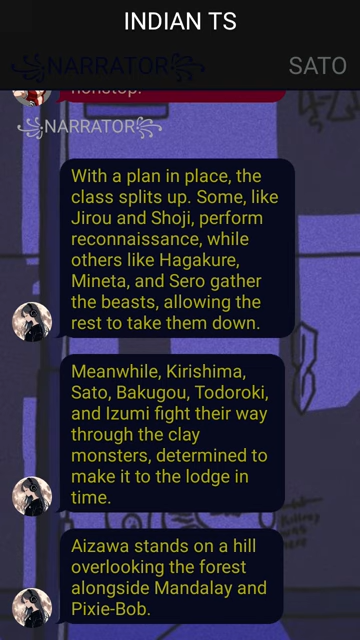 INDIAN TS
꧁NARRATOR꧂
SATO
nonstop.
꧁NARRATOR꧂
With a plan in place, the
class splits up. Some, like
Jirou and Shoji, perform
reconnaissance, while
others like Hagakure,
Mineta, and Sero gather
the beasts, allowing the
rest to take them down.
Meanwhile, Kirishima,
Sato, Bakugou, Todoroki,
and Izumi fight their way
through the clay
monsters, determined to
make it to the lodge in
time.
Aizawa stands on a hill
overlooking the forest
alongside Mandalay and
Pixie-Bob.